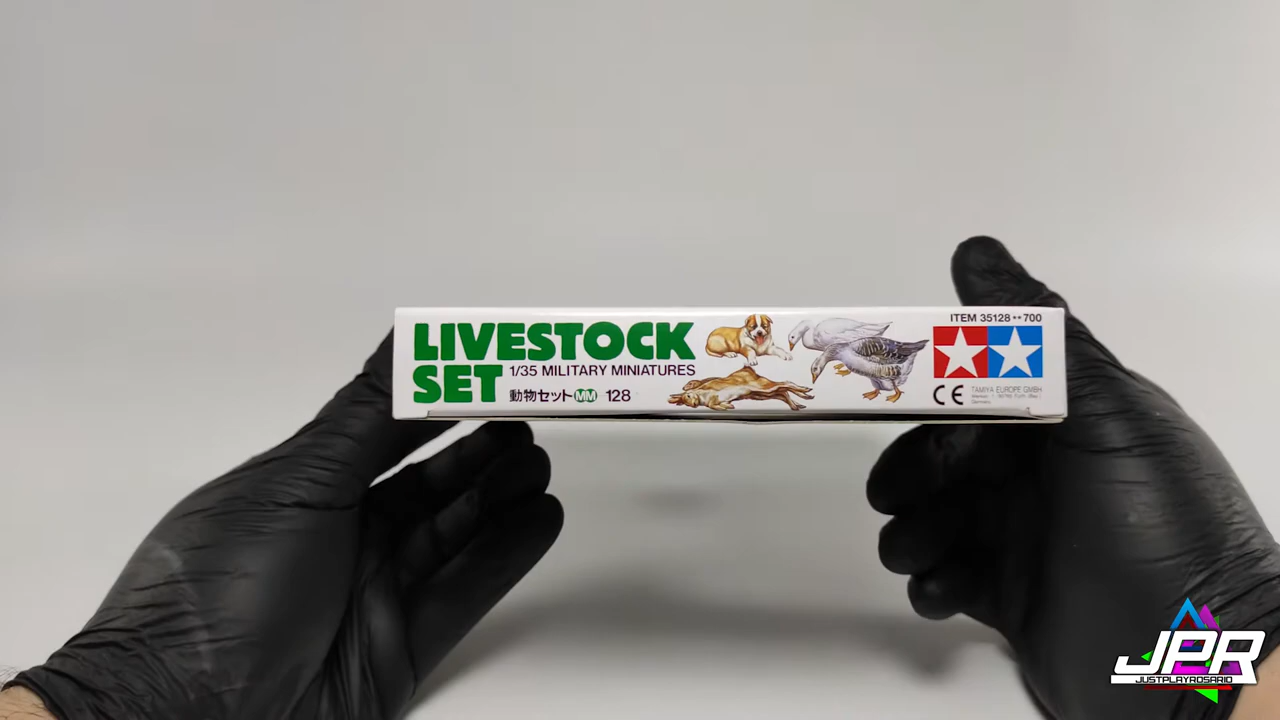 LIVESTOCK
SET
1/35 MILITARY MINIATURES
動物セット MM 128
ITEM 35128••700
CE
TAMIYA EUROPE GMBH
Germany
JPR
JUSTPLAYROSARIO